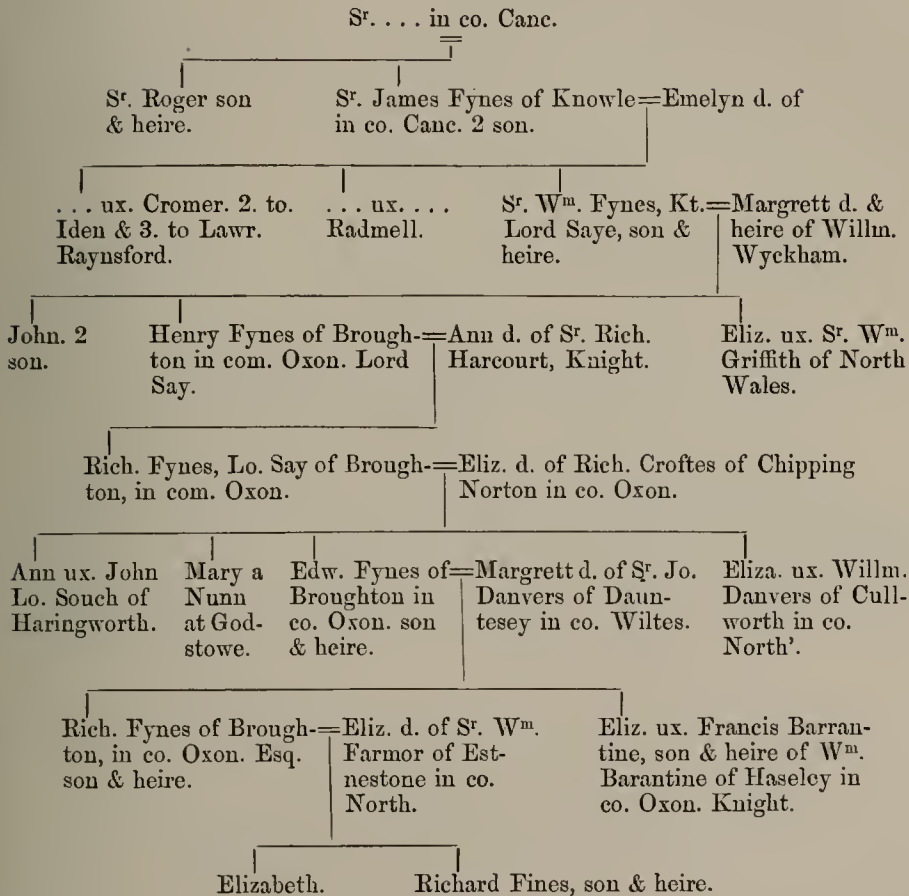 Sʳ. . . . in co. Canc.
Sʳ. Roger son
& heire.
Sʳ. James Fynes of Knowle=Emelyn d. of
in co. Canc. 2 son.
. . . ux. Cromer. 2. to.
Iden & 3. to Lawr.
Raynsford.
. . . ux. . . .
Radmell.
Sʳ. Wᵐ. Fynes, Kt.=Margrett d. &
Lord Saye, son &
heire.
heire of Willm.
Wyckham.
John. 2
son.
Henry Fynes of Brough-=Ann d. of Sʳ. Rich.
ton in com. Oxon. Lord
Say.
Harcourt, Knight.
Eliz. ux. Sʳ. Wᵐ.
Griffith of North
Wales.
Rich. Fynes, Lo. Say of Brough-=Eliz. d. of Rich. Croftes of Chipping
ton, in com. Oxon.
Norton in co. Oxon.
Ann ux. John
Lo. Souch of
Haringworth.
Mary a
Nunn
at God-
stowe.
Edw. Fynes of=Margrett d. of Sʳ. Jo.
Broughton in
co. Oxon. son
& heire.
Danvers of Daun-
tesey in co. Wiltes.
Eliza. ux. Willm.
Danvers of Cull-
worth in co.
North'.
Rich. Fynes of Brough-=Eliz. d. of Sʳ. Wᵐ.
ton, in co. Oxon. Esq.
son & heire.
Farmor of Est-
nestone in co.
North.
Eliz. ux. Francis Barran-
tine, son & heire of Wᵐ.
Barantine of Haseley in
co. Oxon. Knight.
Elizabeth.
Richard Fines, son & heire.